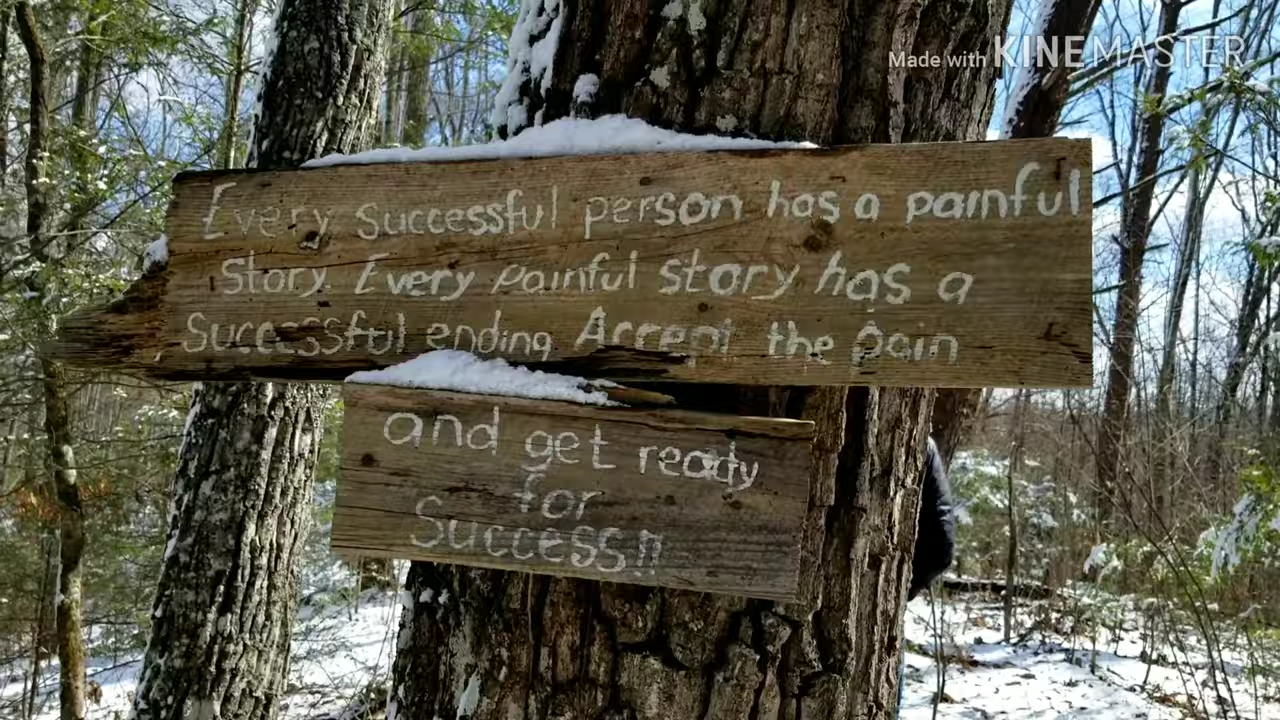 Made with KINEMASTER
Every Successful person has a painful
Story. Every painful story has a
Successful ending Accept the Pain
and get ready
for
Success!!